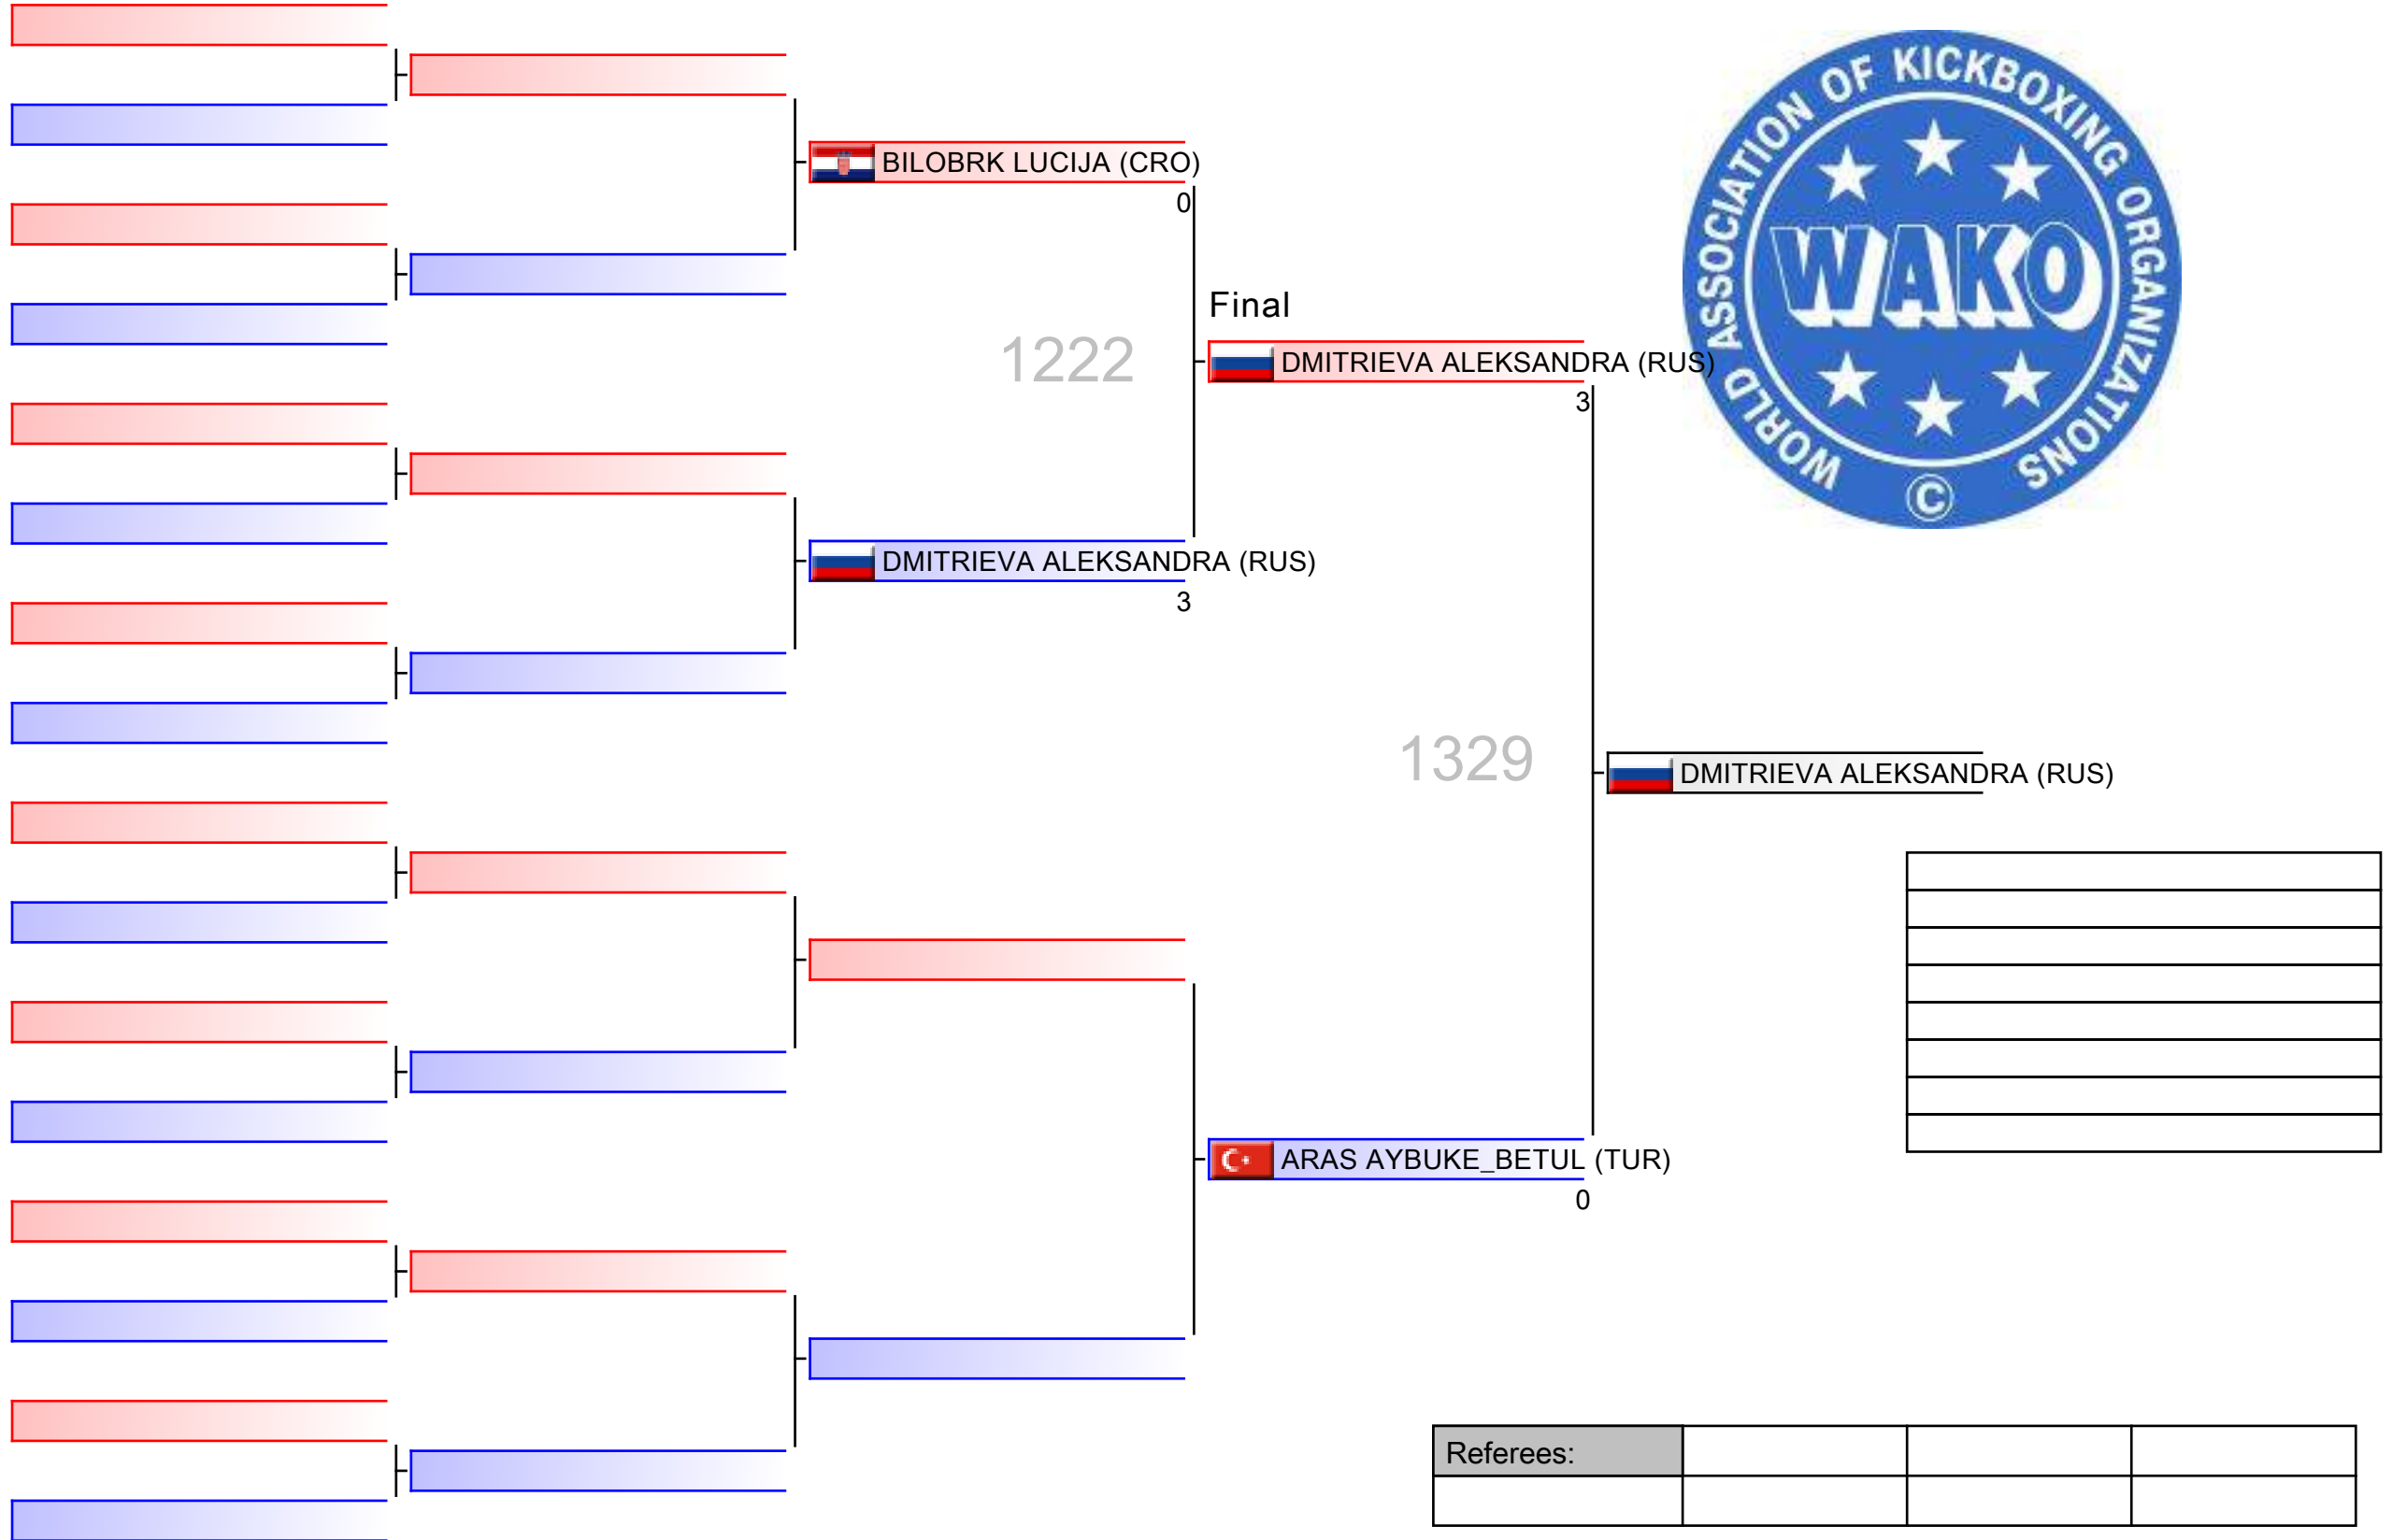 WORLD ASSOCIATION OF KICKBOXING ORGANIZATIONS
WAKO
©
BILOBRK LUCIJA (CRO)
0
Final
1222
DMITRIEVA ALEKSANDRA (RUS)
3
DMITRIEVA ALEKSANDRA (RUS)
3
1329
DMITRIEVA ALEKSANDRA (RUS)
ARAS AYBUKE_BETUL (TUR)
0
Referees: